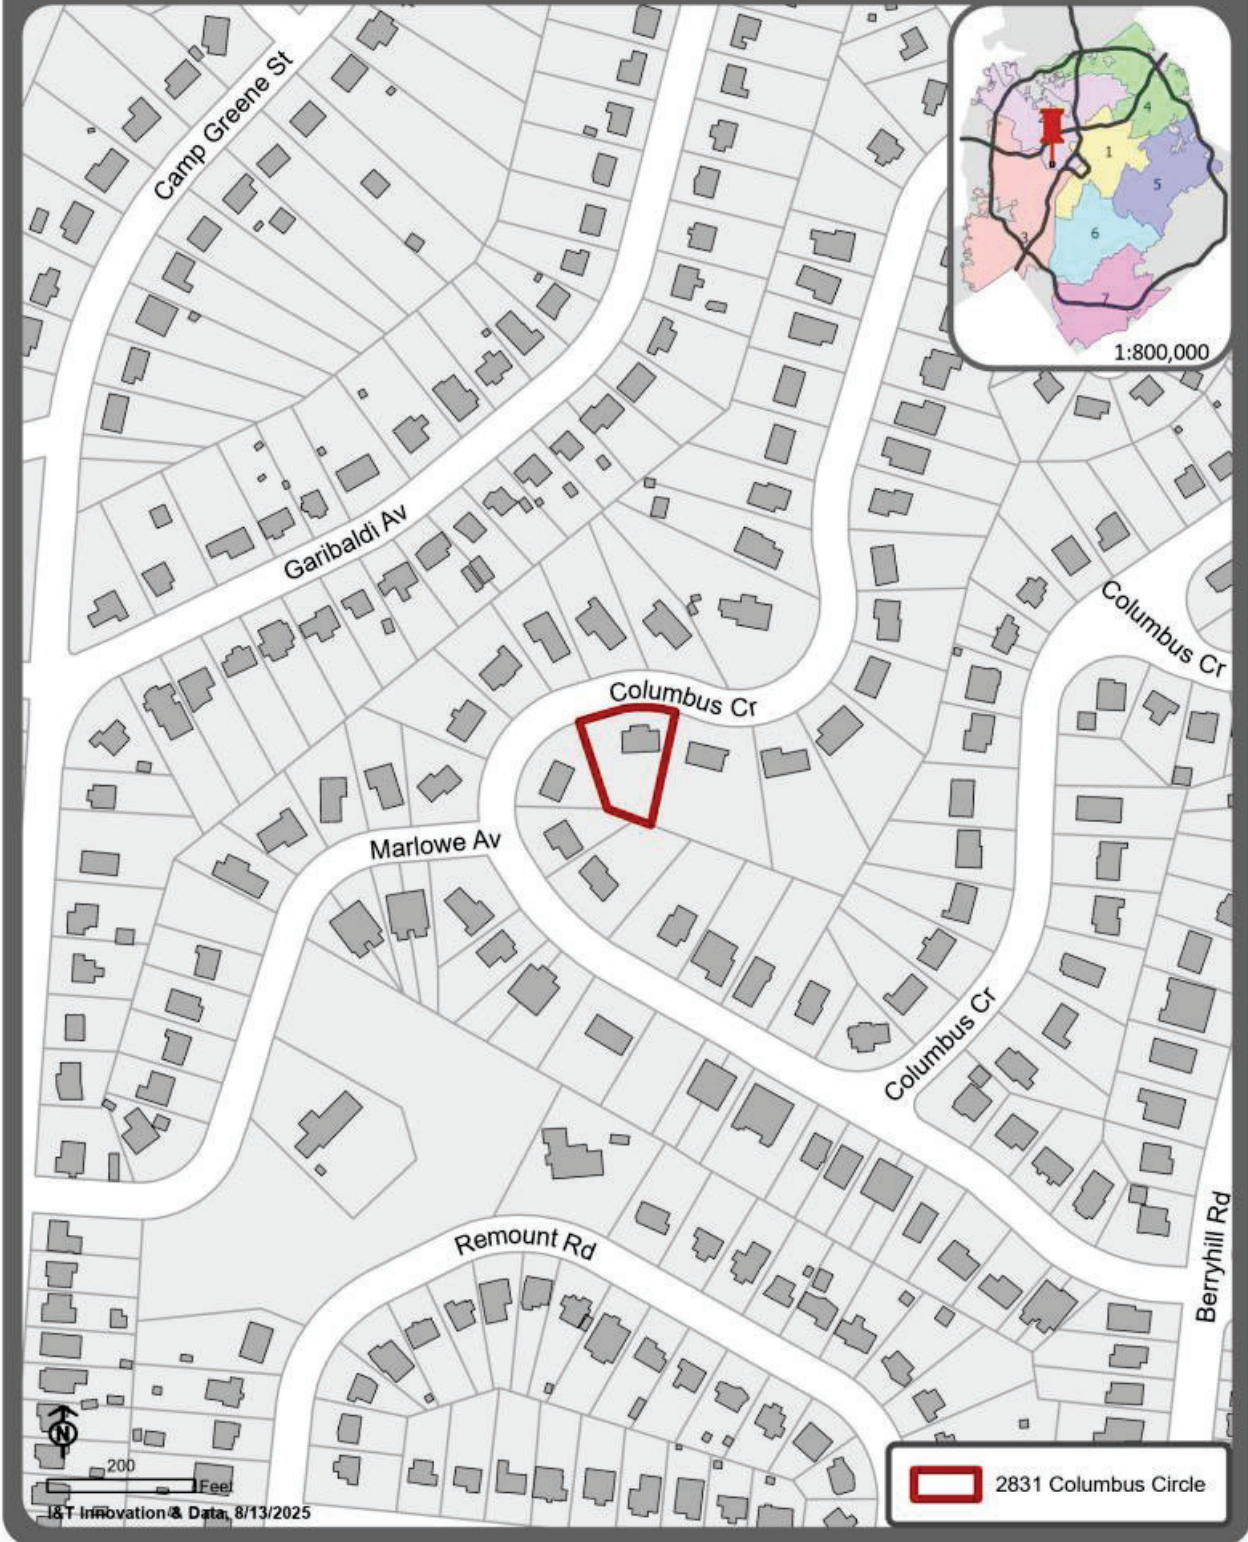 Camp Greene St
4
2
1
5
3
6
7
1:800,000
Garibaldi Av
Columbus Cr
Columbus Cr
Marlowe Av
Columbus Cr
Remount Rd
Berryhill Rd
N
200
Feet
2831 Columbus Circle
I&T Innovation & Data, 8/13/2025